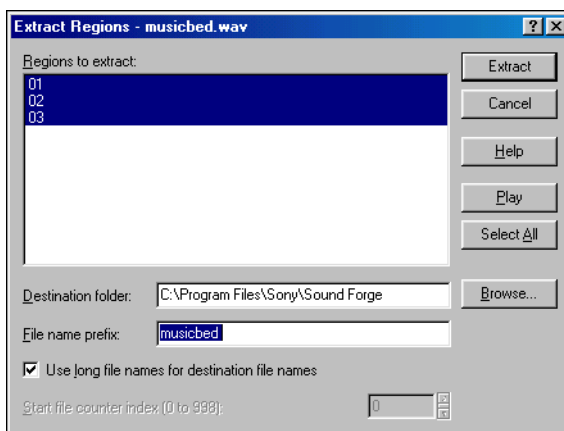 Extract Regions - musicbed.wav
Regions to extract:
01
02
03
Extract
Cancel
Help
Play
Select All
Destination folder: C:\Program Files\Sony\Sound Forge Browse...
File name prefix: musicbed
Use long file names for destination file names
Start file counter index (0 to 998): 0